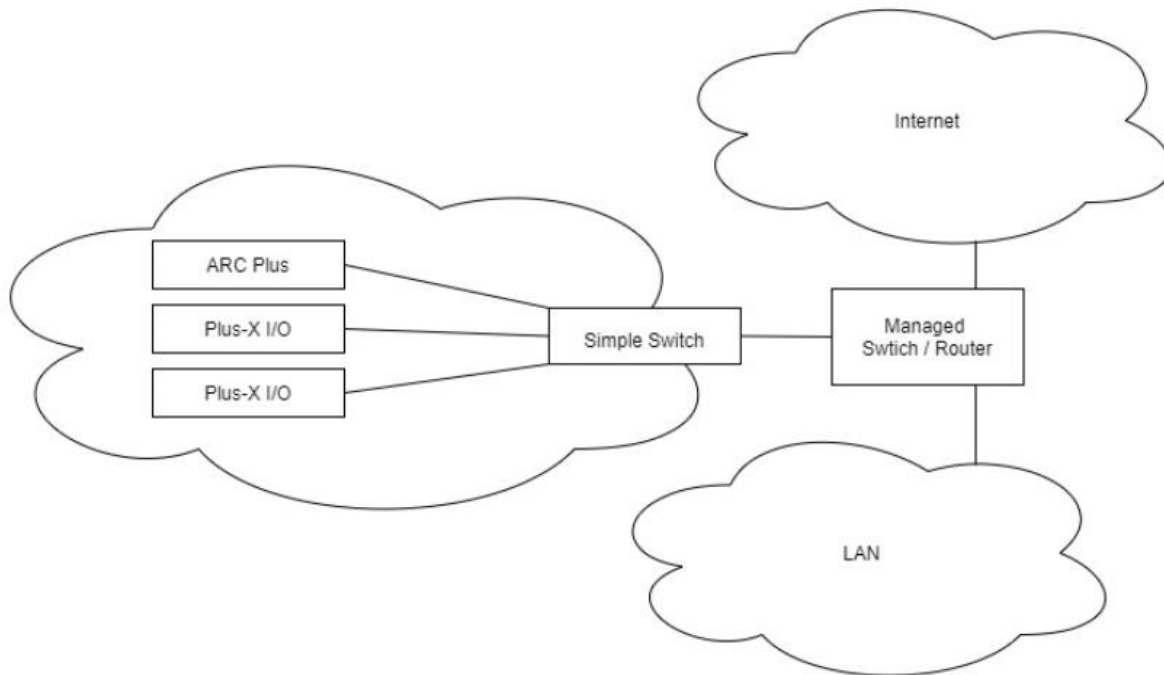 Internet
ARC Plus
Plus-X I/O
Plus-X I/O
Simple Switch
Managed
Swtich / Router
LAN